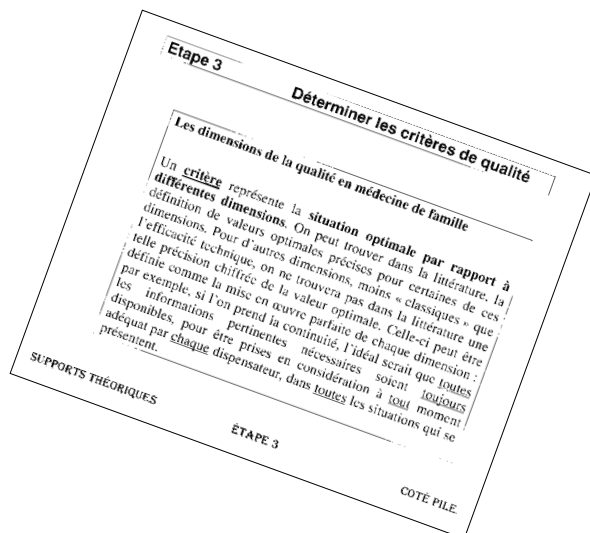 Etape 3
Déterminer les critères de qualité
Les dimensions de la qualité en médecine de famille
Un critère représente la situation optimale par rapport à
différentes dimensions. On peut trouver dans la littérature, la
définition de valeurs optimales précises pour certaines de ces
dimensions. Pour d'autres dimensions, moins « classiques » que
l'efficacité technique, on ne trouvera pas dans la littérature une
telle précision chiffrée de la valeur optimale. Celle-ci peut être
définie comme la mise en œuvre parfaite de chaque dimension :
par exemple, si l'on prend la continuité, l'idéal serait que toutes
les informations pertinentes nécessaires soient toujours
disponibles, pour être prises en considération à tout moment
adéquat par chaque dispensateur, dans toutes les situations qui se
présentent.
SUPPORTS THÉORIQUES
ÉTAPE 3
COTÉ PILE